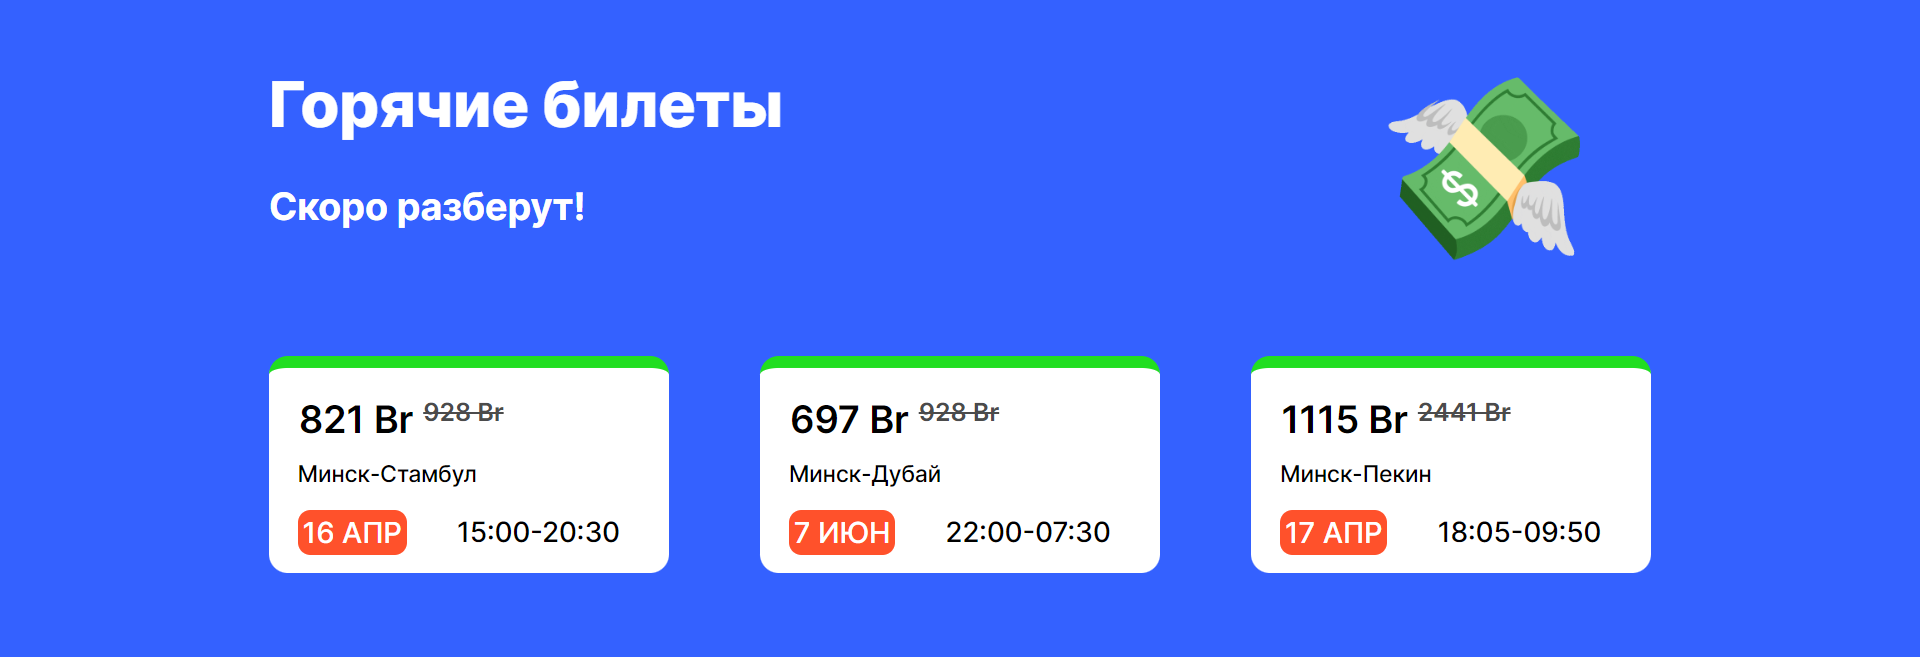 Горячие билеты
Скоро разберут!
821 Br 928 Br
Минск-Стамбул
16 АПР 15:00-20:30
697 Br 928 Br
Минск-Дубай
7 ИЮН 22:00-07:30
1115 Br 2441 Br
Минск-Пекин
17 АПР 18:05-09:50